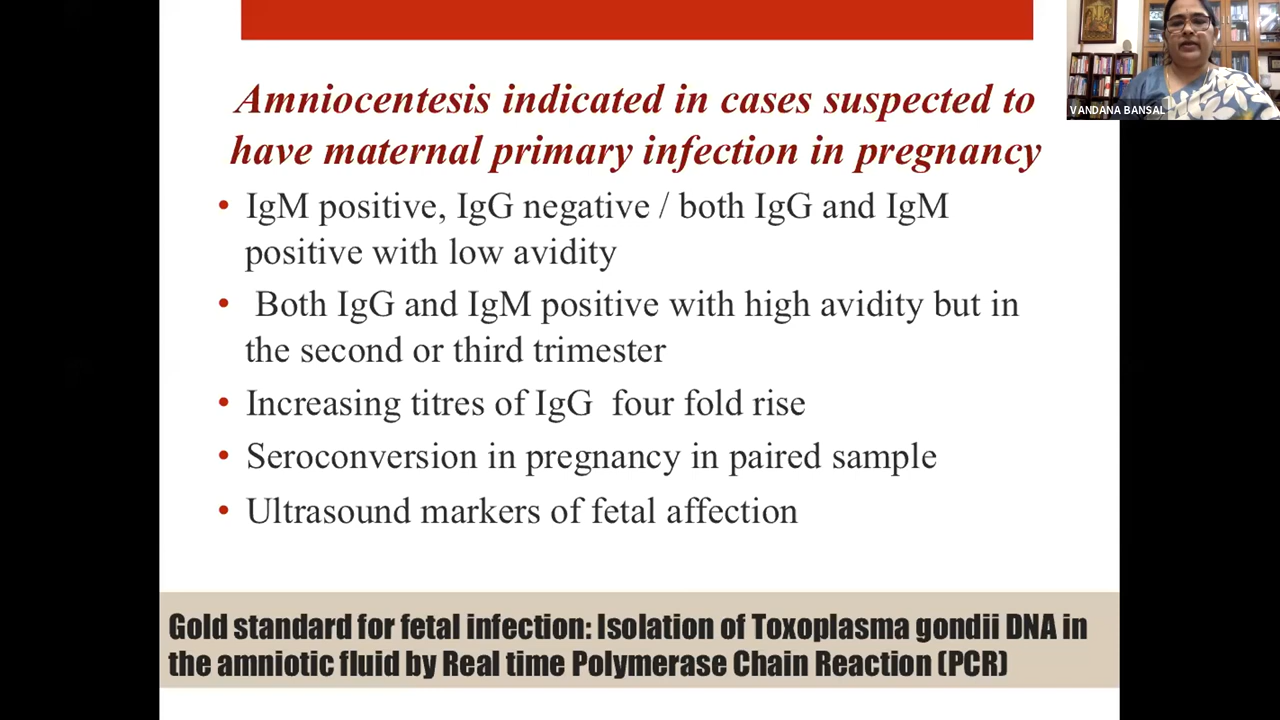 Amniocentesis indicated in cases suspected to
have maternal primary infection in pregnancy
• IgM positive, IgG negative / both IgG and IgM
positive with low avidity
• Both IgG and IgM positive with high avidity but in
the second or third trimester
• Increasing titres of IgG four fold rise
• Seroconversion in pregnancy in paired sample
• Ultrasound markers of fetal affection
Gold standard for fetal infection: Isolation of Toxoplasma gondii DNA in
the amniotic fluid by Real time Polymerase Chain Reaction (PCR)
VANDANA BANSAL